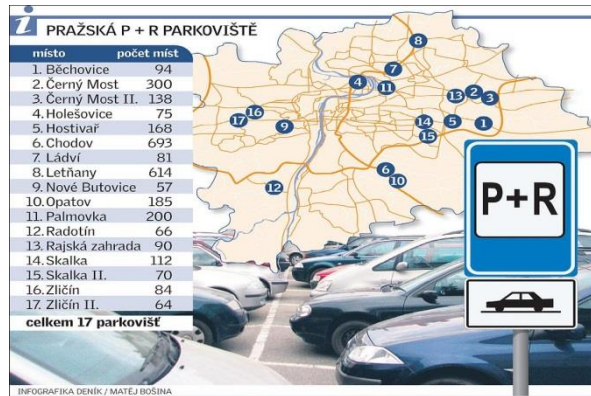 i PRAŽSKÁ P + R PARKOVIŠTĚ
místo počet míst
1. Běchovice 94
2. Černý Most 300
3. Černý Most II. 138
4. Holešovice 75
5. Hostivař 168
6. Chodov 693
7. Ládví 81
8. Letňany 614
9. Nové Butovice 57
10. Opatov 185
11. Palmovka 200
12. Radotín 66
13. Rajská zahrada 90
14. Skalka 112
15. Skalka II. 70
16. Zličín 84
17. Zličín II. 64
celkem 17 parkovišť
8
7
4
11
13
2
3
16
17
9
14
5
1
15
6
10
12
P+R
INFOGRAFIKA DENÍK / MATĚJ BOŠINA